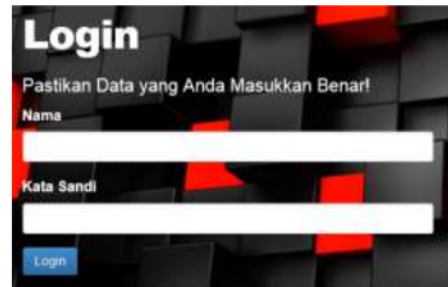 Login
Pastikan Data yang Anda Masukkan Benar!
Nama
Kata Sandi
Login